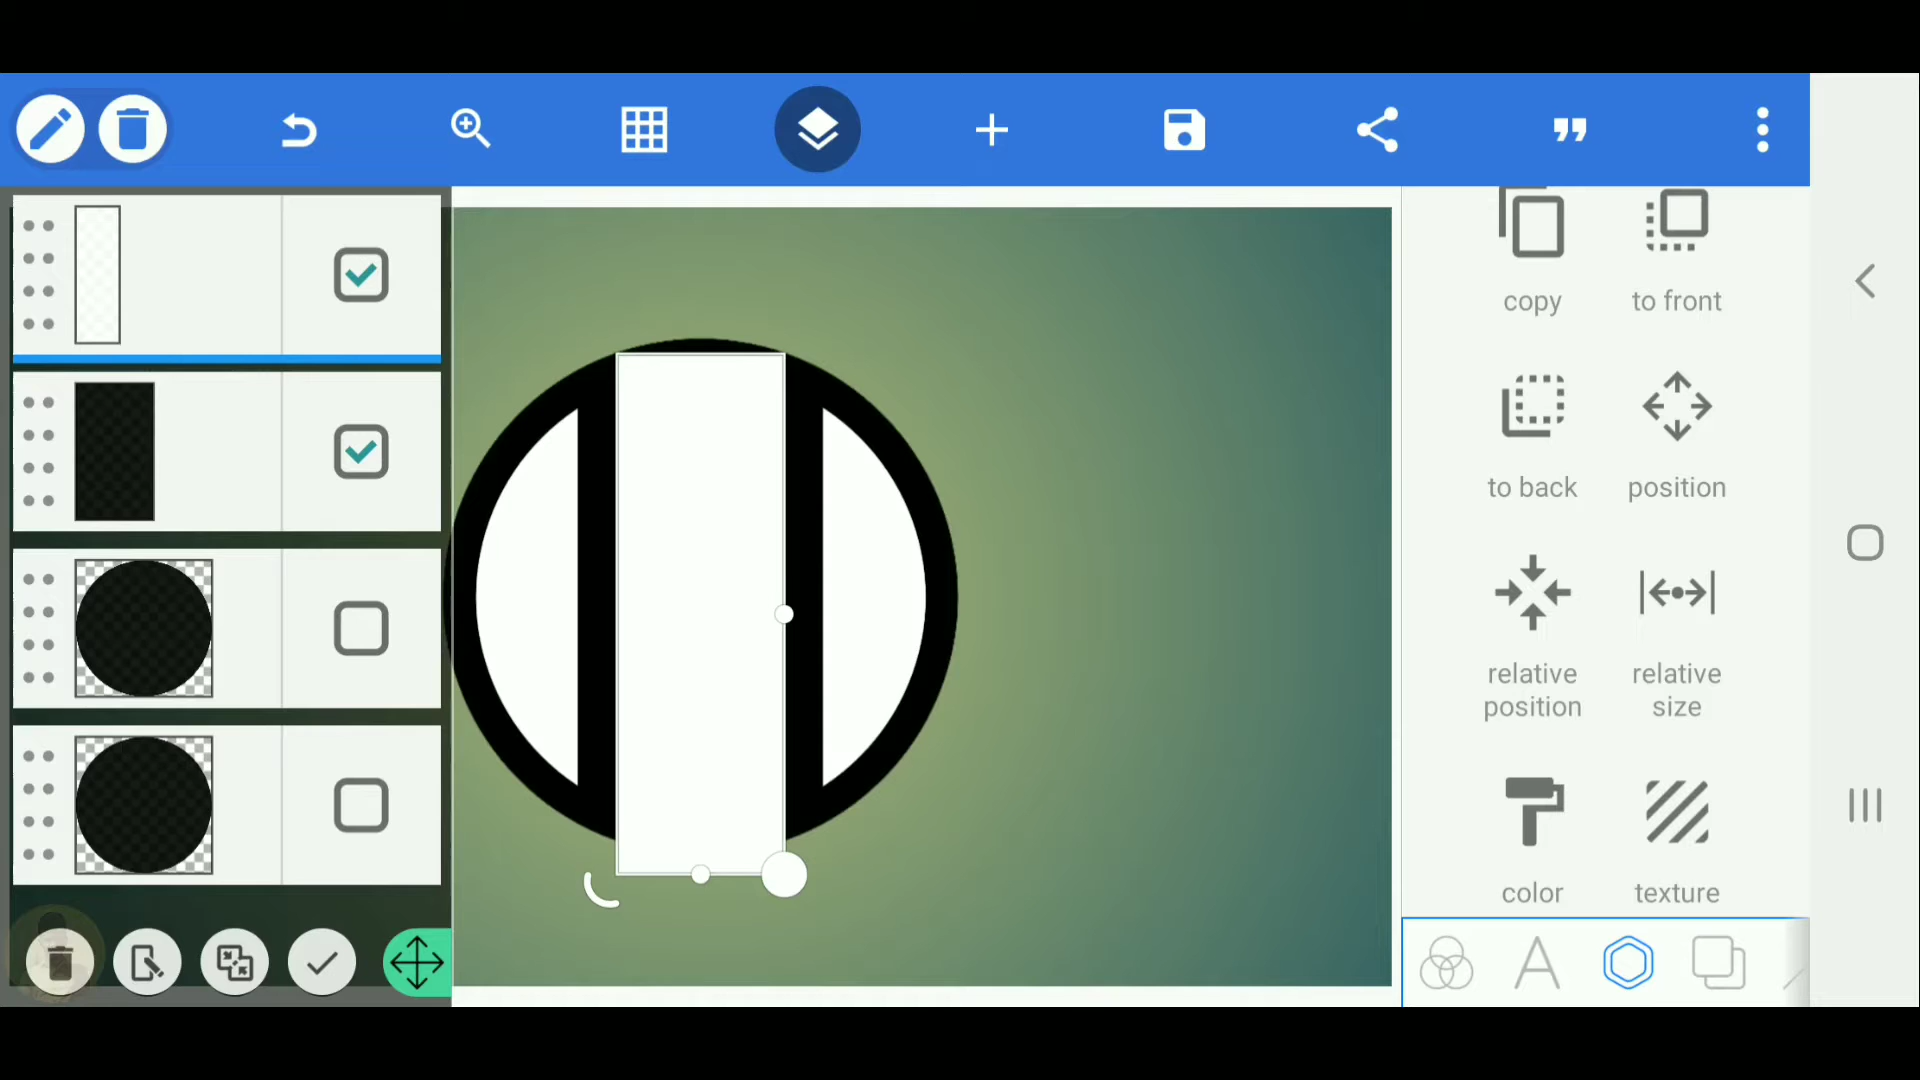 copy
to front
to back
position
relative
position
relative
size
color
texture